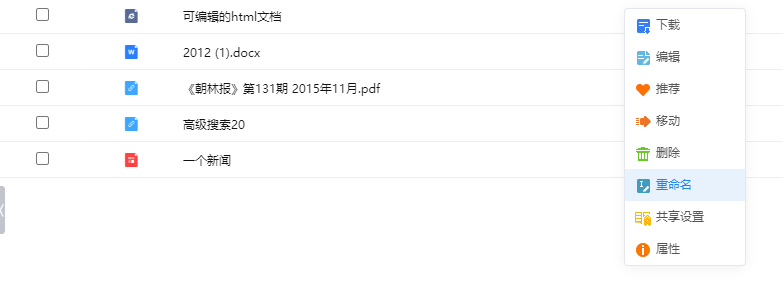 可编辑的html文档
2012 (1).docx
《朝林报》第131期 2015年11月.pdf
高级搜索20
一个新闻
下载
编辑
推荐
移动
删除
重命名
共享设置
属性